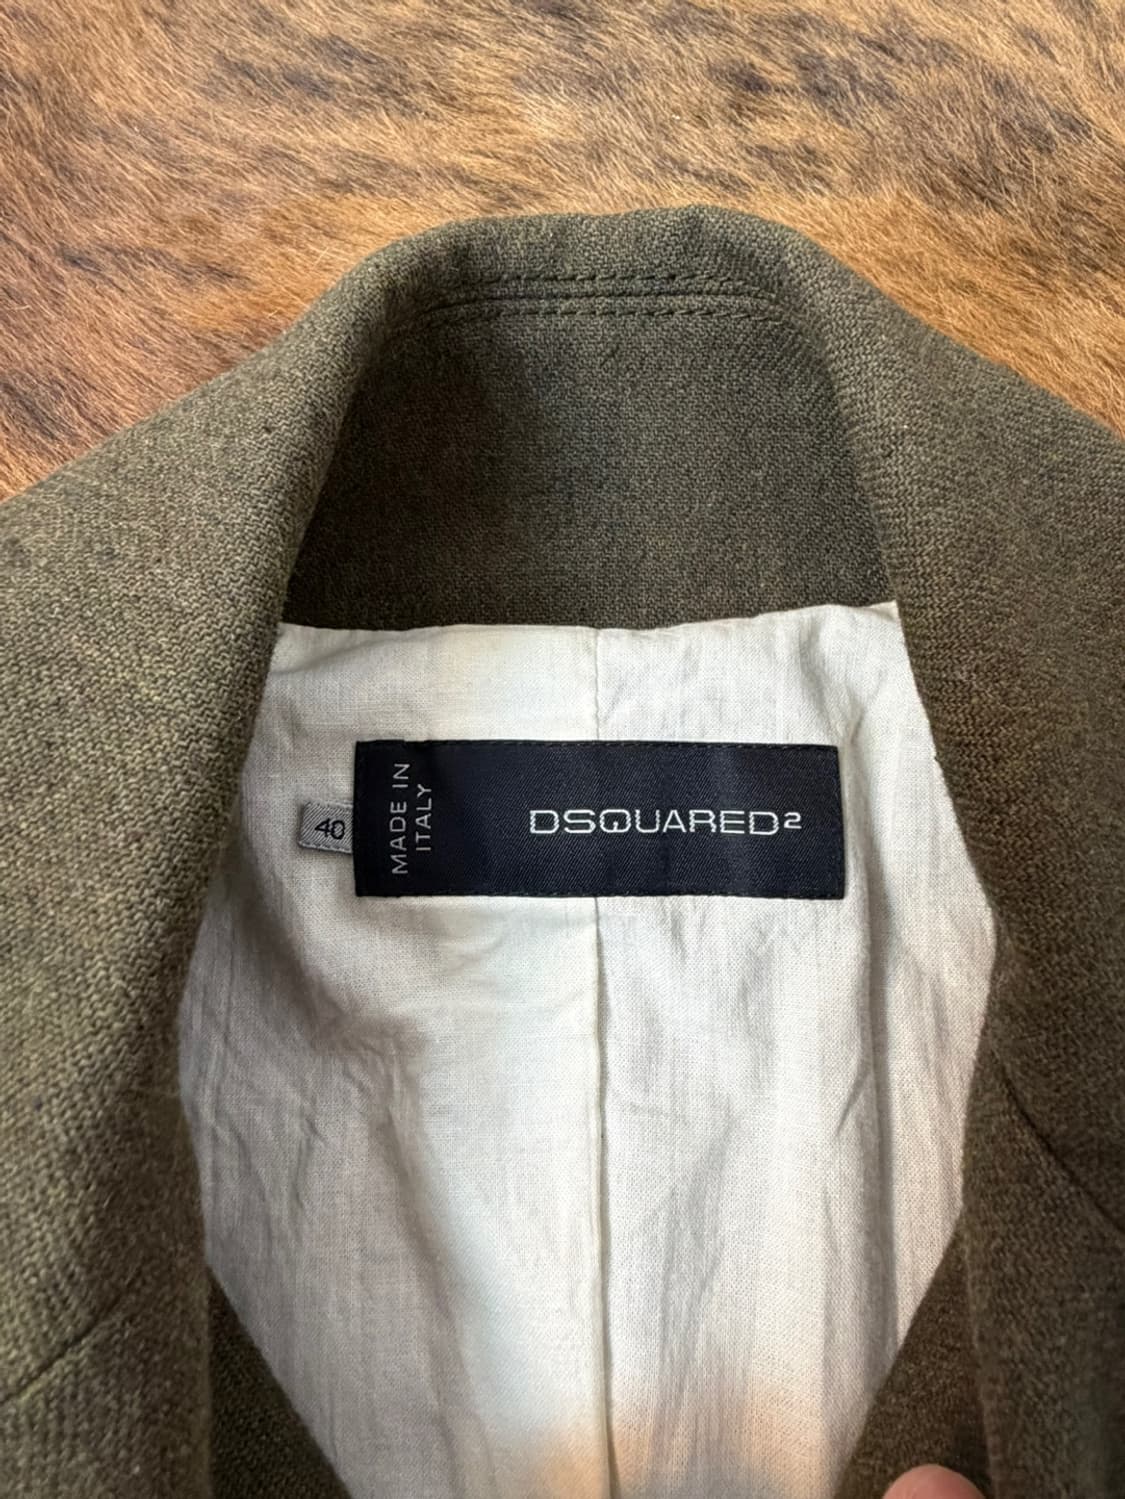 40
MADE IN
ITALY
DSQUARED²